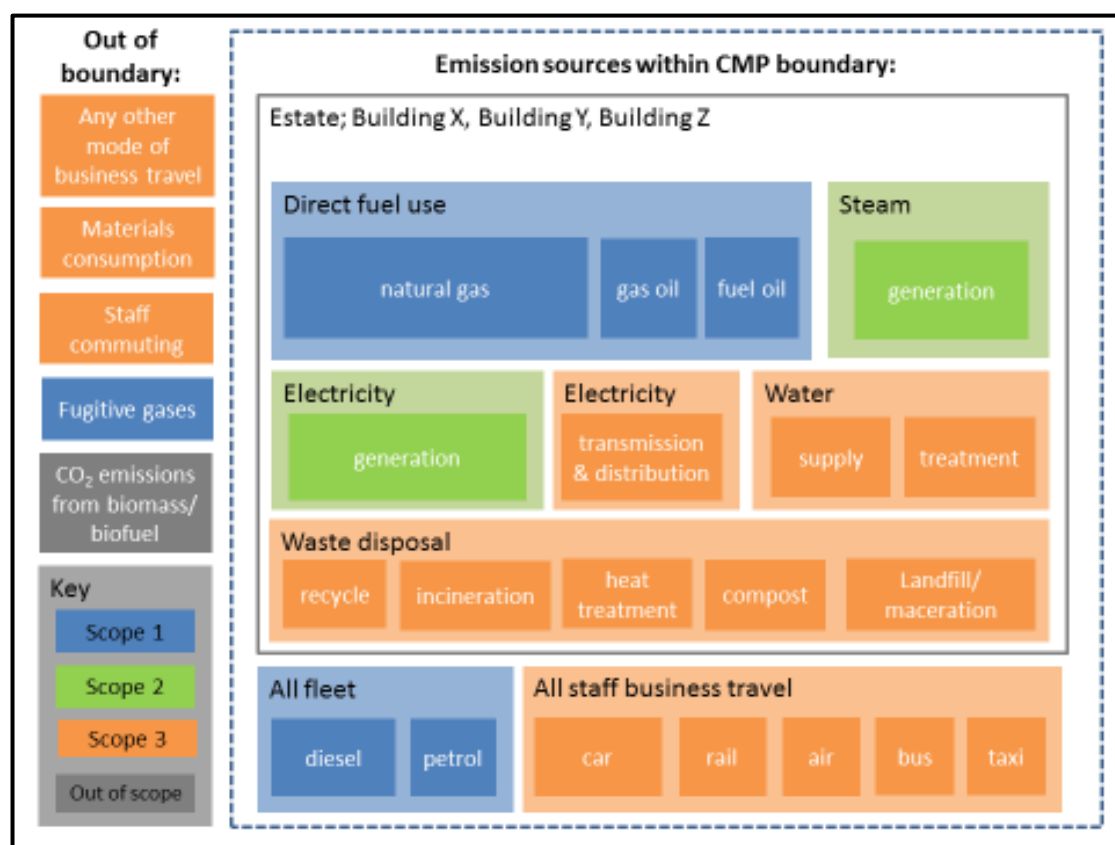 Out of
boundary:
Any other
mode of
business travel
Materials
consumption
Staff
commuting
Fugitive gases
CO₂ emissions
from biomass/
biofuel
Key
Scope 1
Scope 2
Scope 3
Out of scope
Emission sources within CMP boundary:
Estate; Building X, Building Y, Building Z
Direct fuel use
natural gas
gas oil
fuel oil
Steam
generation
Electricity
generation
Electricity
transmission
& distribution
Water
supply
treatment
Waste disposal
recycle
incineration
heat
treatment
compost
Landfill/
maceration
All fleet
diesel
petrol
All staff business travel
car
rail
air
bus
taxi